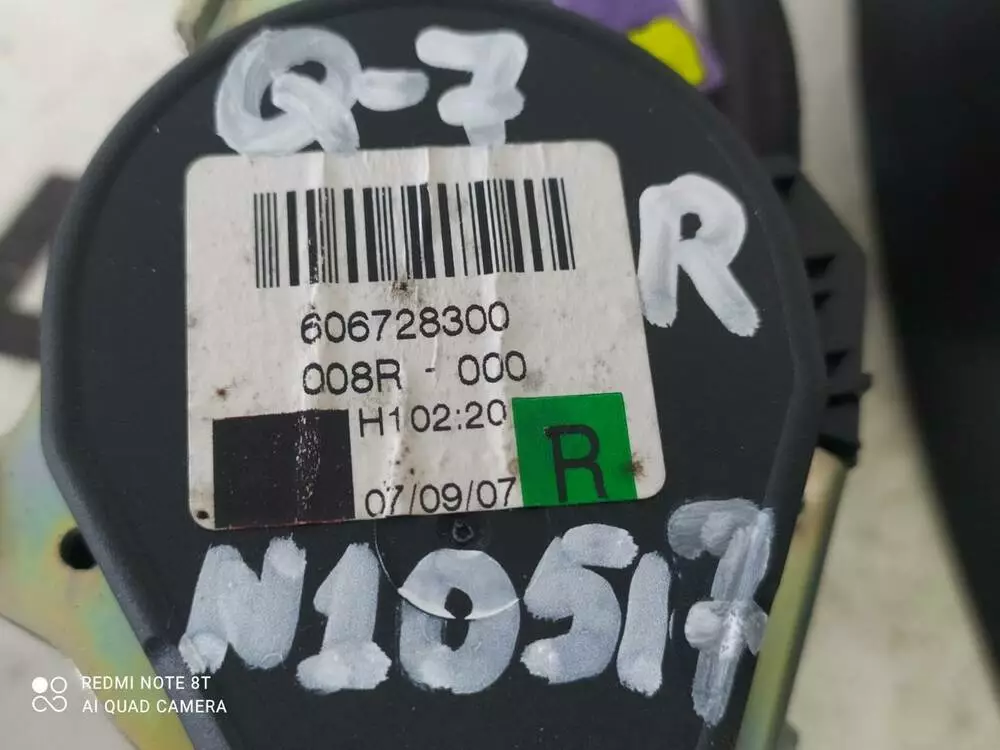 Q-7
R
606728300
008R - 000
H102:20
R
07/09/07
N10517
REDMI NOTE 8T
AI QUAD CAMERA